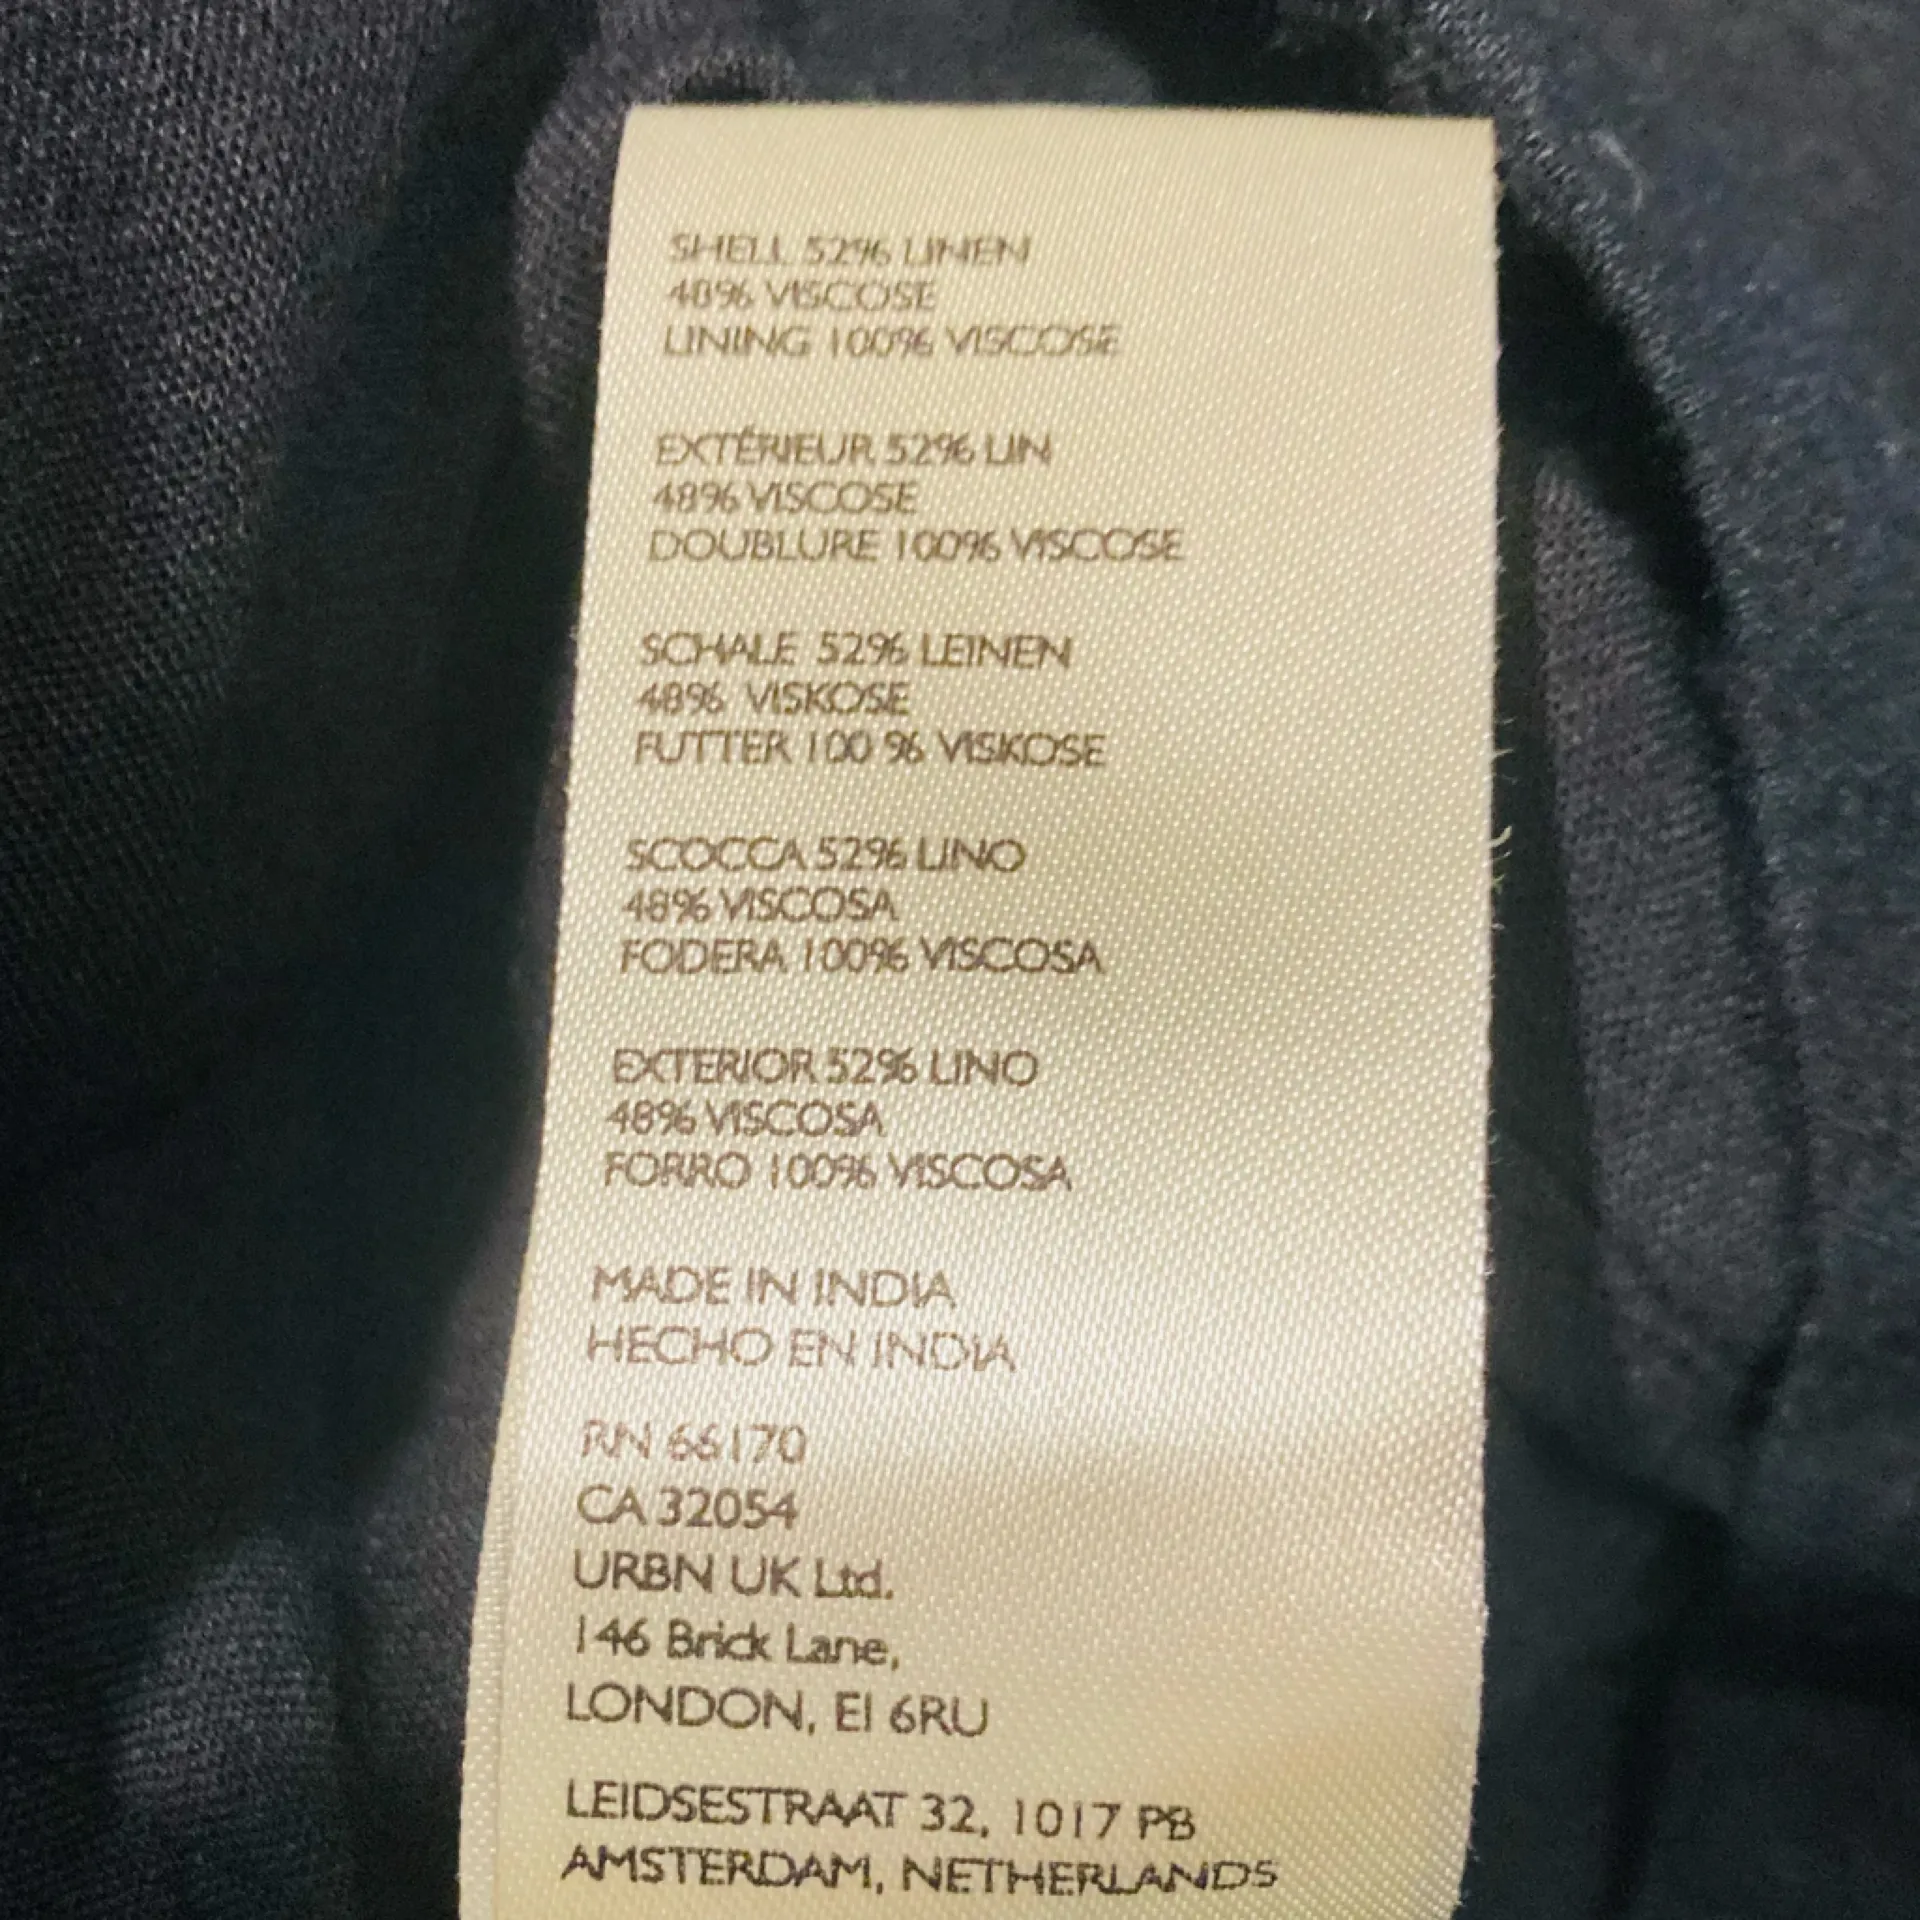 SHELL 52% LINEN
48% VISCOSE
LINING 100% VISCOSE
EXTÉRIEUR 52% LIN
48% VISCOSE
DOUBLURE 100% VISCOSE
SCHALE 52% LEINEN
48% VISKOSE
FUTTER 100 % VISKOSE
SCOCCA 52% LINO
48% VISCOSA
FODERA 100% VISCOSA
EXTERIOR 52% LINO
48% VISCOSA
FORRO 100% VISCOSA
MADE IN INDIA
HECHO EN INDIA
RN 66170
CA 32054
URBN UK Ltd.
146 Brick Lane,
LONDON, E1 6RU
LEIDSESTRAAT 32, 1017 PB
AMSTERDAM, NETHERLANDS